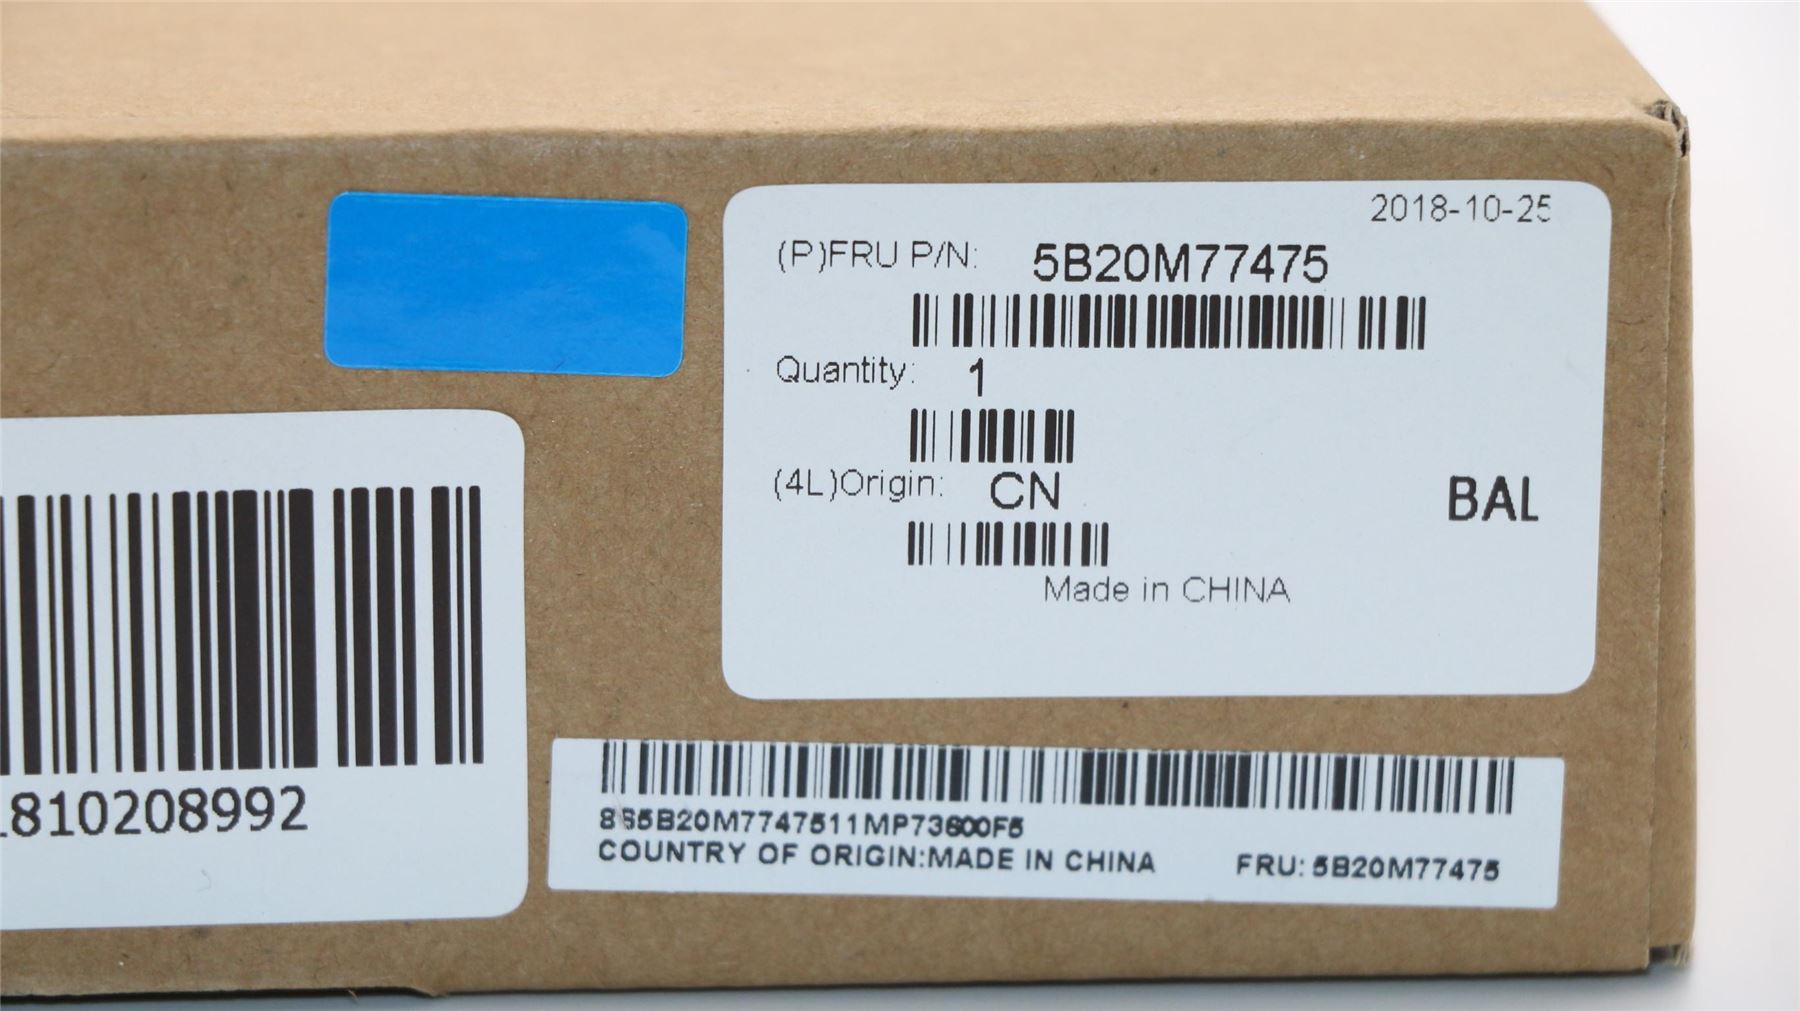 2018-10-25
(P)FRU P/N: 5B20M77475
Quantity: 1
(4L)Origin: CN
BAL
Made in CHINA
1810208992
8S5B20M7747511MP73600F5
COUNTRY OF ORIGIN:MADE IN CHINA FRU: 5B20M77475